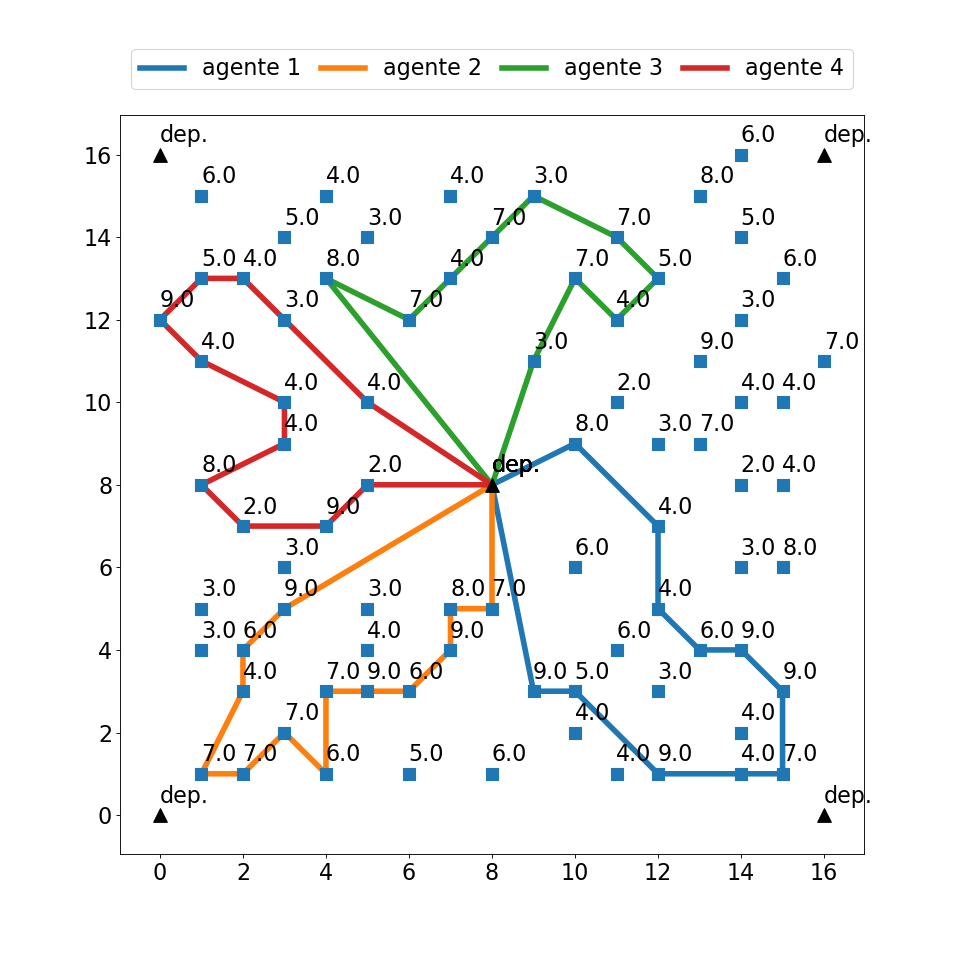 agente 1 agente 2 agente 3 agente 4
dep. 6.0 dep.
16
6.0 4.0 4.0 3.0 8.0
5.0 3.0 7.0 7.0 5.0
14
5.0 4.0 8.0 4.0 7.0 5.0 6.0
9.0 3.0 7.0 4.0 3.0
12
4.0 3.0 9.0 7.0
4.0 4.0 2.0 4.0 4.0
10
4.0 8.0 3.0 7.0
8.0 2.0 dep. 2.0 4.0
8
2.0 9.0 4.0
3.0 6.0 3.0 8.0
6
3.0 9.0 3.0 8.0 7.0 4.0
3.0 6.0 4.0 9.0 6.0 6.0 9.0
4
4.0 7.0 9.0 6.0 9.0 5.0 3.0 9.0
7.0 4.0 4.0
2
7.0 7.0 6.0 5.0 6.0 4.0 9.0 4.0 7.0
dep. dep.
0
0 2 4 6 8 10 12 14 16